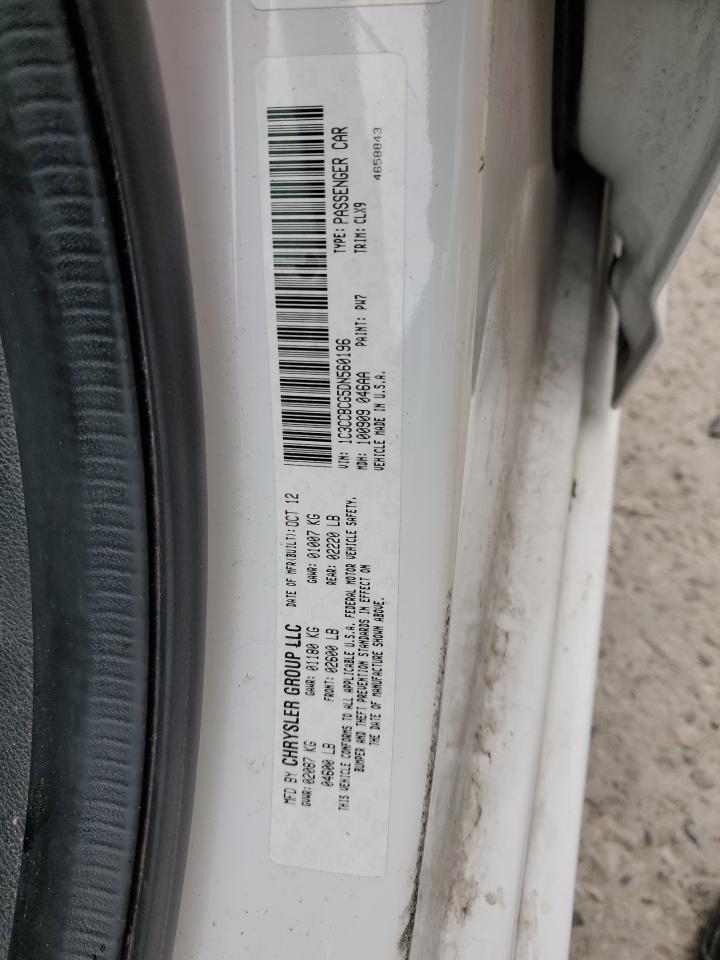 MFD BY CHRYSLER GROUP LLC DATE OF MFR(BUILT): OCT 12
GVWR: 02087 KG GAWR: 01180 KG GAWR: 01007 KG
04600 LB FRONT: 02600 LB REAR: 02220 LB
THIS VEHICLE CONFORMS TO ALL APPLICABLE U.S.A. FEDERAL MOTOR VEHICLE SAFETY,
BUMPER AND THEFT PREVENTION STANDARDS IN EFFECT ON
THE DATE OF MANUFACTURE SHOWN ABOVE.
VIN: 1C3CCBCG5DN560196 TYPE: PASSENGER CAR
MDH: 100909 046AA PAINT: PW7 TRIM: CLX9
VEHICLE MADE IN U.S.A. 4658843